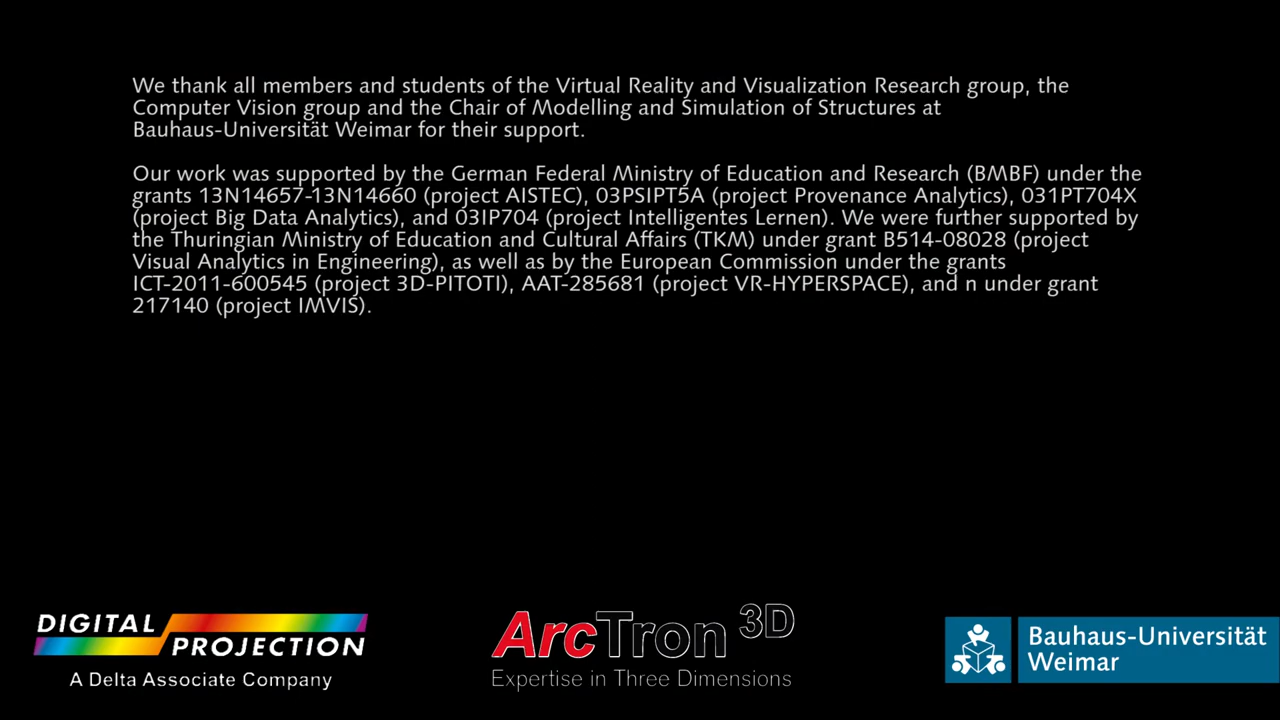 We thank all members and students of the Virtual Reality and Visualization Research group, the
Computer Vision group and the Chair of Modelling and Simulation of Structures at
Bauhaus-Universität Weimar for their support.
Our work was supported by the German Federal Ministry of Education and Research (BMBF) under the
grants 13N14657-13N14660 (project AISTEC), 03PSIPT5A (project Provenance Analytics), 031PT704X
(project Big Data Analytics), and 03IP704 (project Intelligentes Lernen). We were further supported by
the Thuringian Ministry of Education and Cultural Affairs (TKM) under grant B514-08028 (project
Visual Analytics in Engineering), as well as by the European Commission under the grants
ICT-2011-600545 (project 3D-PITOTI), AAT-285681 (project VR-HYPERSPACE), and n under grant
217140 (project IMVIS).
DIGITAL
PROJECTION
A Delta Associate Company
ArcTron 3D
Expertise in Three Dimensions
Bauhaus-Universität
Weimar